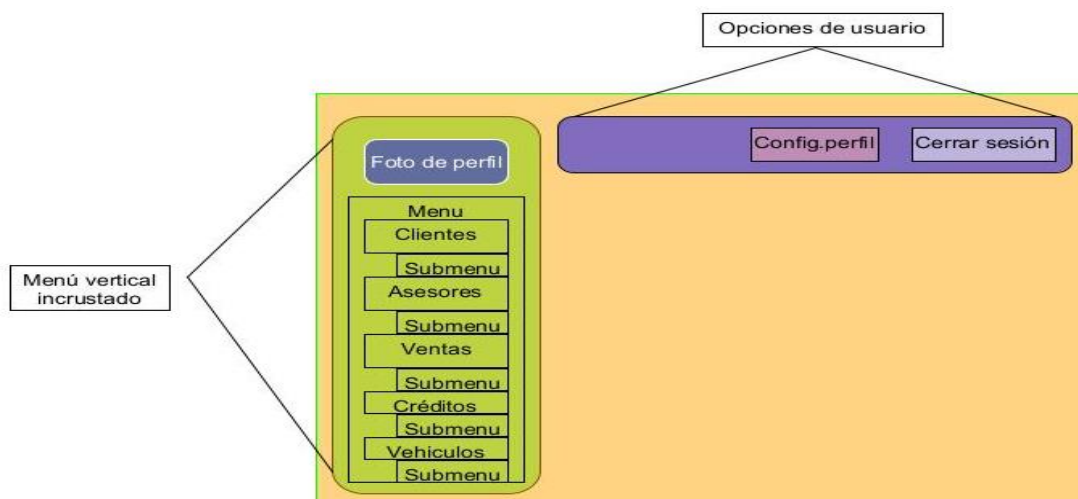 Opciones de usuario
Config.perfil
Cerrar sesión
Foto de perfil
Menu
Clientes
Submenu
Asesores
Submenu
Ventas
Submenu
Créditos
Submenu
Vehiculos
Submenu
Menú vertical
incrustado